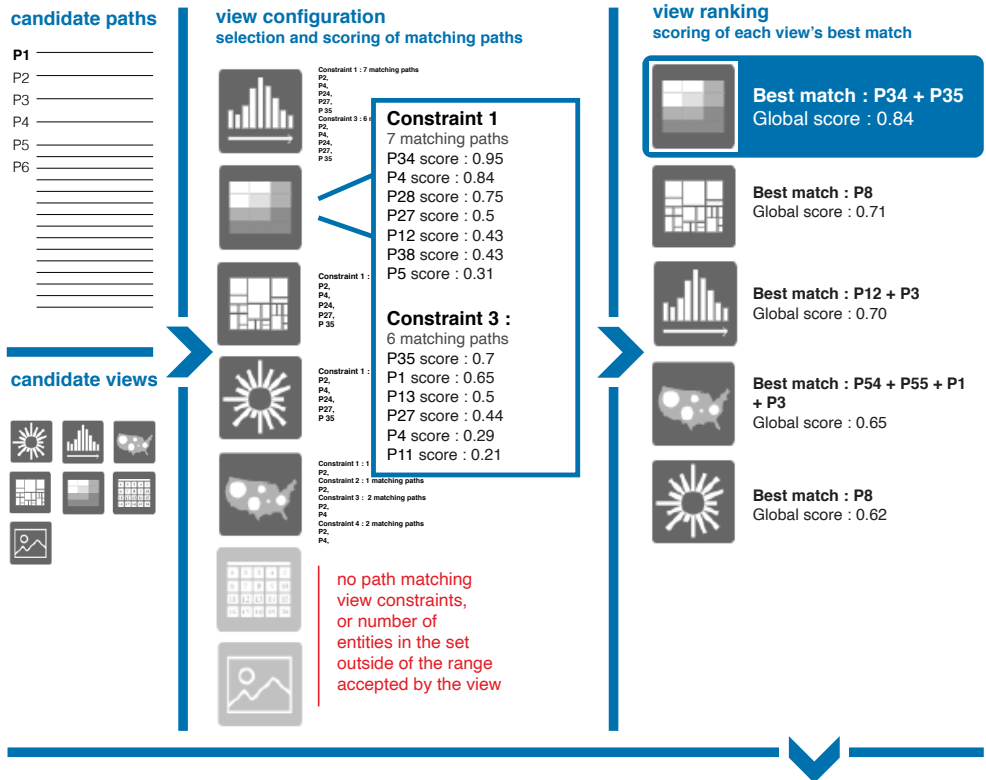 candidate paths
P1
P2
P3
P4
P5
P6
candidate views
view configuration
selection and scoring of matching paths
Constraint 1 : 7 matching paths
P2,
P4,
P24,
P27,
P 35
Constraint 3 : 6
P2,
P4,
P24,
P27,
P 35
Constraint 1
7 matching paths
P34 score : 0.95
P4 score : 0.84
P28 score : 0.75
P27 score : 0.5
P12 score : 0.43
P38 score : 0.43
P5 score : 0.31
Constraint 3 :
6 matching paths
P35 score : 0.7
P1 score : 0.65
P13 score : 0.5
P27 score : 0.44
P4 score : 0.29
P11 score : 0.21
Constraint 1 :
P2,
P4,
P24,
P27,
P 35
Constraint 1 :
P2,
P4,
P24,
P27,
P 35
Constraint 1 : 1
P2,
Constraint 2 : 1 matching paths
P2,
Constraint 3 : 2 matching paths
P2,
P4
Constraint 4 : 2 matching paths
P2,
P4,
no path matching
view constraints,
or number of
entities in the set
outside of the range
accepted by the view
view ranking
scoring of each view's best match
Best match : P34 + P35
Global score : 0.84
Best match : P8
Global score : 0.71
Best match : P12 + P3
Global score : 0.70
Best match : P54 + P55 + P1
+ P3
Global score : 0.65
Best match : P8
Global score : 0.62